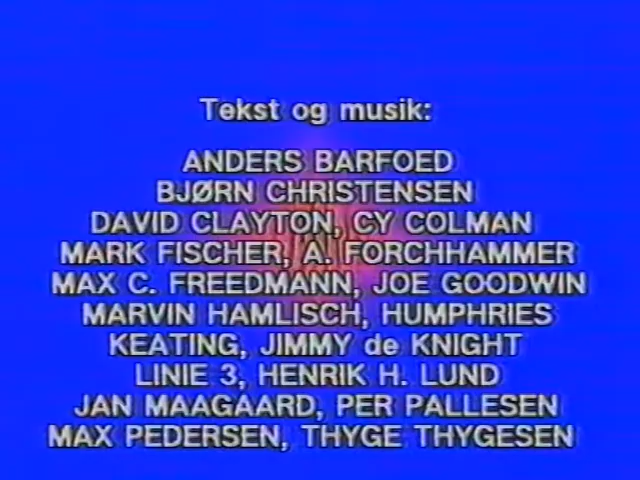 Tekst og musik:
ANDERS BARFOED
BJØRN CHRISTENSEN
DAVID CLAYTON, CY COLMAN
MARK FISCHER, A. FORCHHAMMER
MAX C. FREEDMANN, JOE GOODWIN
MARVIN HAMLISCH, HUMPHRIES
KEATING, JIMMY de KNIGHT
LINIE 3, HENRIK H. LUND
JAN MAAGAARD, PER PALLESEN
MAX PEDERSEN, THYGE THYGESEN